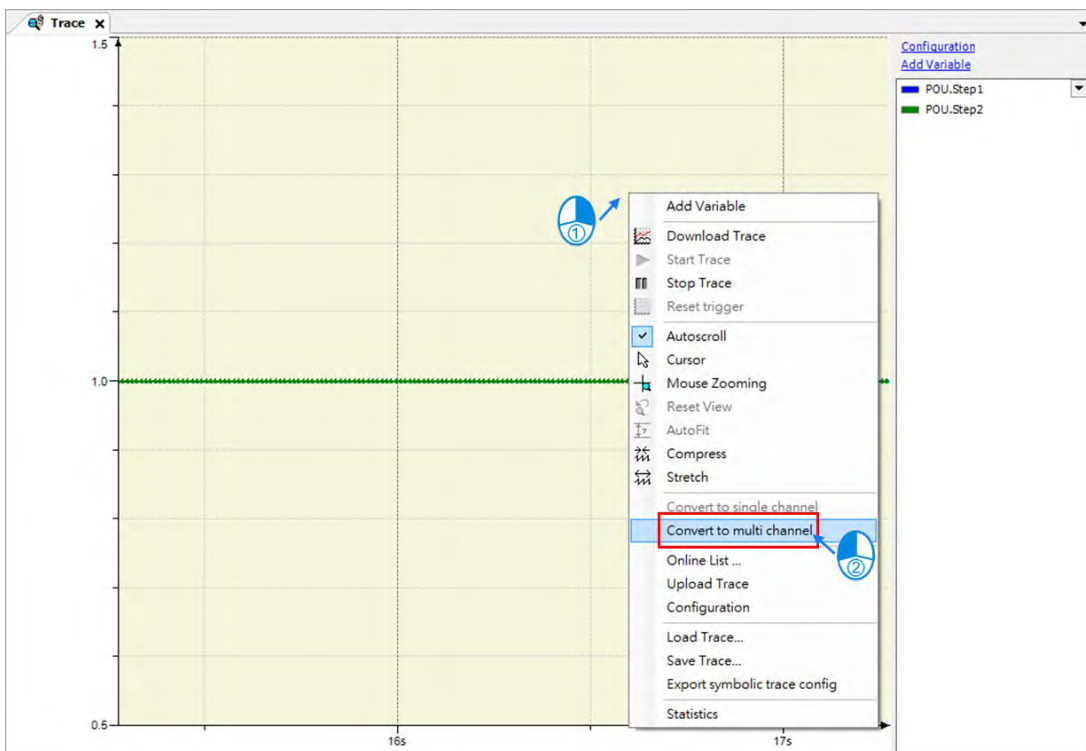 Trace
1.5
1.0
0.5
16s
17s
Configuration
Add Variable
POU.Step1
POU.Step2
①
Add Variable
Download Trace
Start Trace
Stop Trace
Reset trigger
Autoscroll
Cursor
Mouse Zooming
Reset View
AutoFit
Compress
Stretch
Convert to single channel
Convert to multi channel
②
Online List ...
Upload Trace
Configuration
Load Trace...
Save Trace...
Export symbolic trace config
Statistics